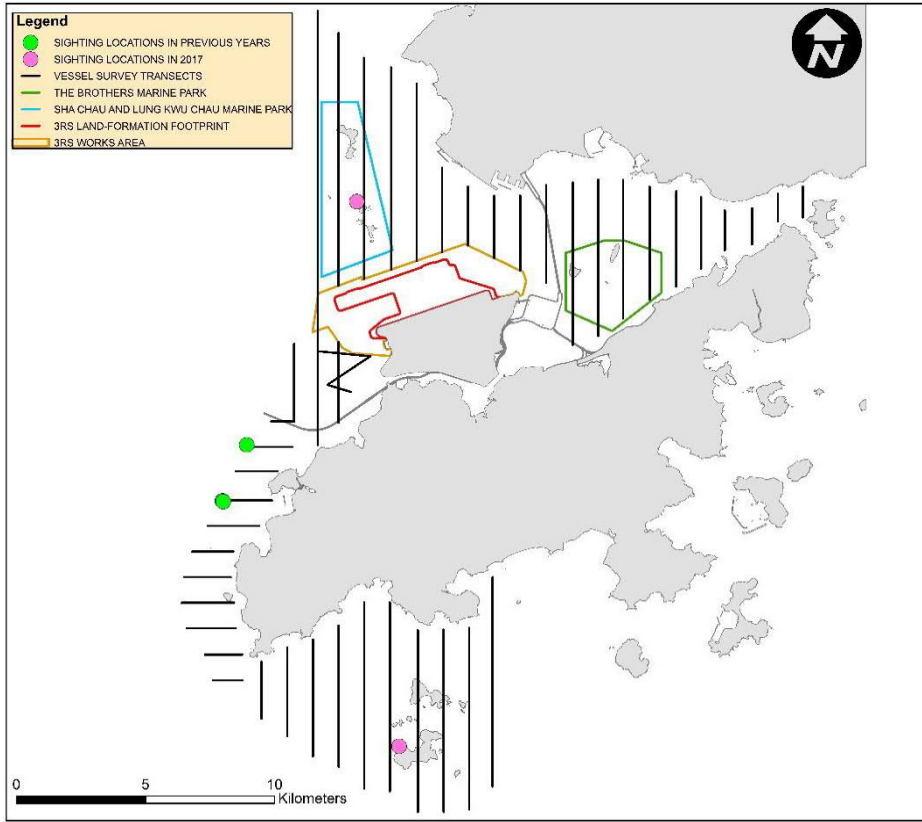 Legend
SIGHTING LOCATIONS IN PREVIOUS YEARS
SIGHTING LOCATIONS IN 2017
VESSEL SURVEY TRANSECTS
THE BROTHERS MARINE PARK
SHA CHAU AND LUNG KWU CHAU MARINE PARK
3RS LAND-FORMATION FOOTPRINT
3RS WORKS AREA
N
0 5 10
Kilometers